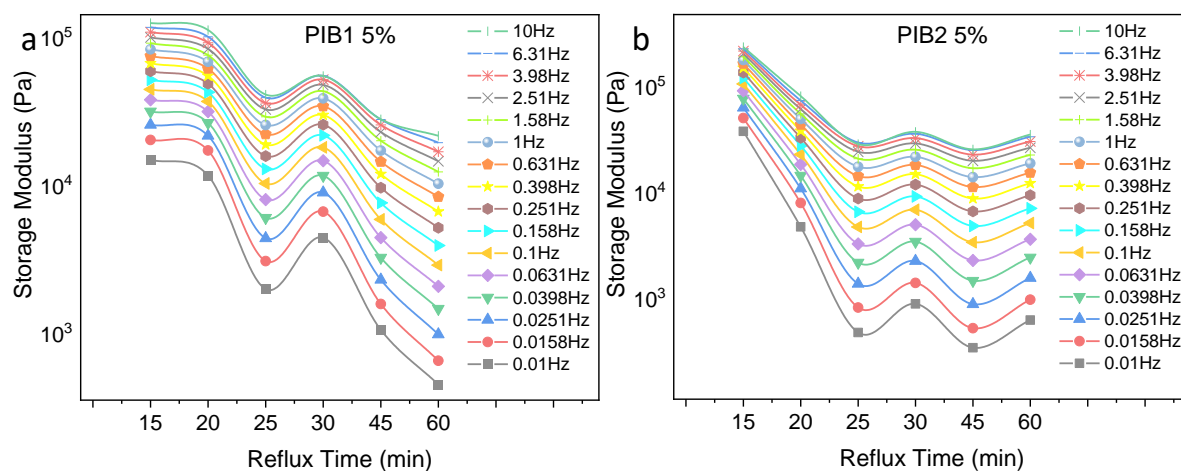 a
PIB1 5%
Storage Modulus (Pa)
10^5
10^4
10^3
10Hz
6.31Hz
3.98Hz
2.51Hz
1.58Hz
1Hz
0.631Hz
0.398Hz
0.251Hz
0.158Hz
0.1Hz
0.0631Hz
0.0398Hz
0.0251Hz
0.0158Hz
0.01Hz
15 20 25 30 45 60
Reflux Time (min)
b
PIB2 5%
Storage Modulus (Pa)
10^5
10^4
10^3
10Hz
6.31Hz
3.98Hz
2.51Hz
1.58Hz
1Hz
0.631Hz
0.398Hz
0.251Hz
0.158Hz
0.1Hz
0.0631Hz
0.0398Hz
0.0251Hz
0.0158Hz
0.01Hz
15 20 25 30 45 60
Reflux Time (min)